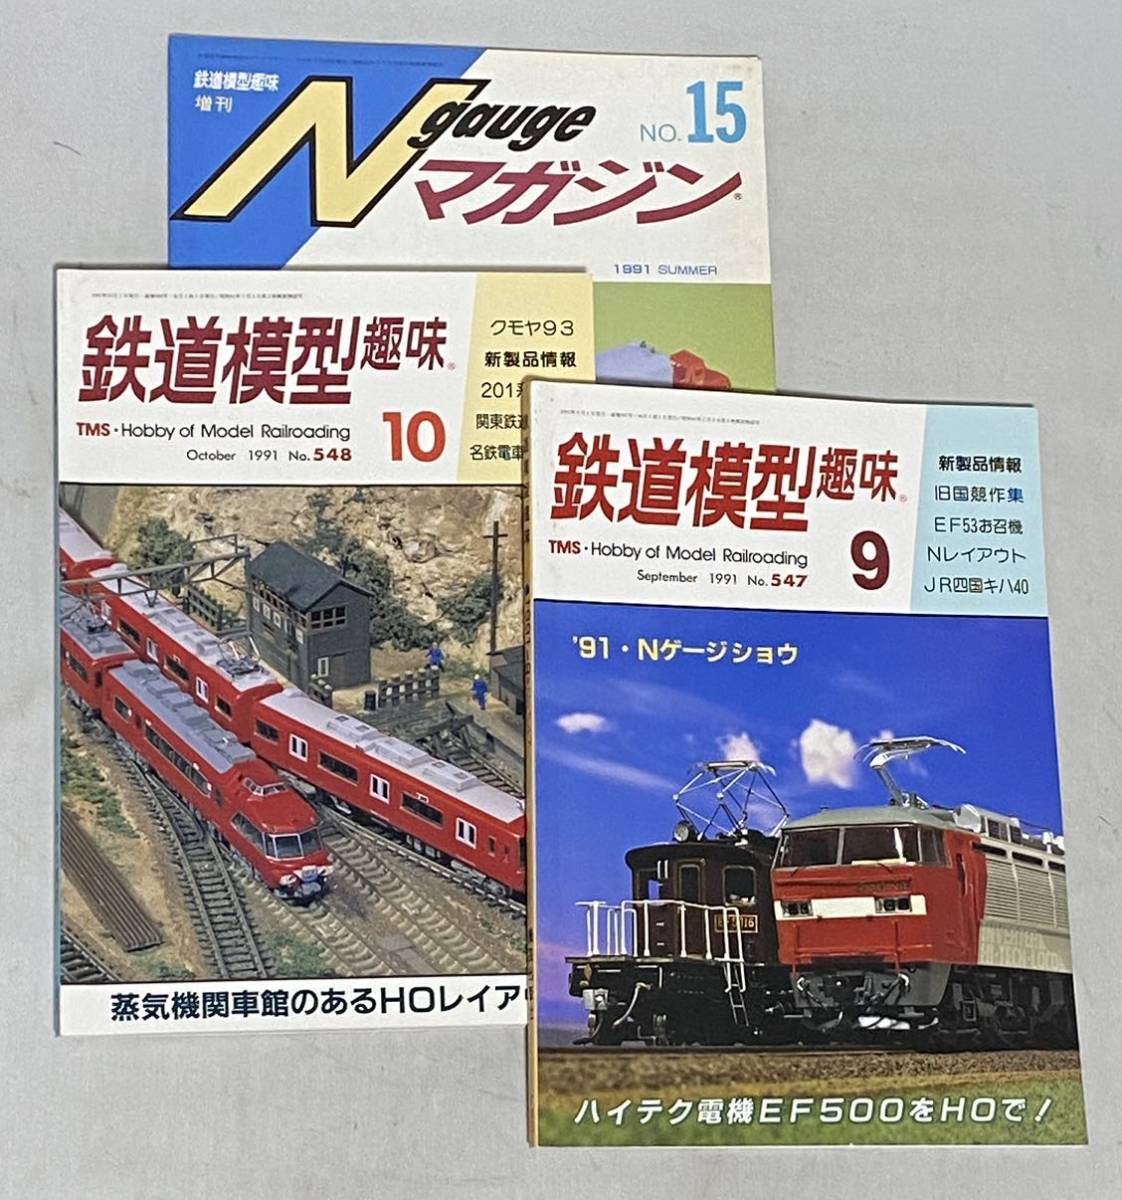 鉄道模型趣味
増刊
N gauge
マガジン®
NO. 15
1991 SUMMER
鉄道模型趣味®
TMS・Hobby of Model Railroading
October 1991 No.548
10
クモヤ93
新製品情報
201系
関東鉄道
名鉄電車
蒸気機関車館のあるHOレイア
鉄道模型趣味®
TMS・Hobby of Model Railroading
September 1991 No.547
9
新製品情報
旧国競作集
EF53お召機
Nレイアウト
JR四国キハ40
'91・Nゲージショウ
ハイテク電機EF500をHOで!